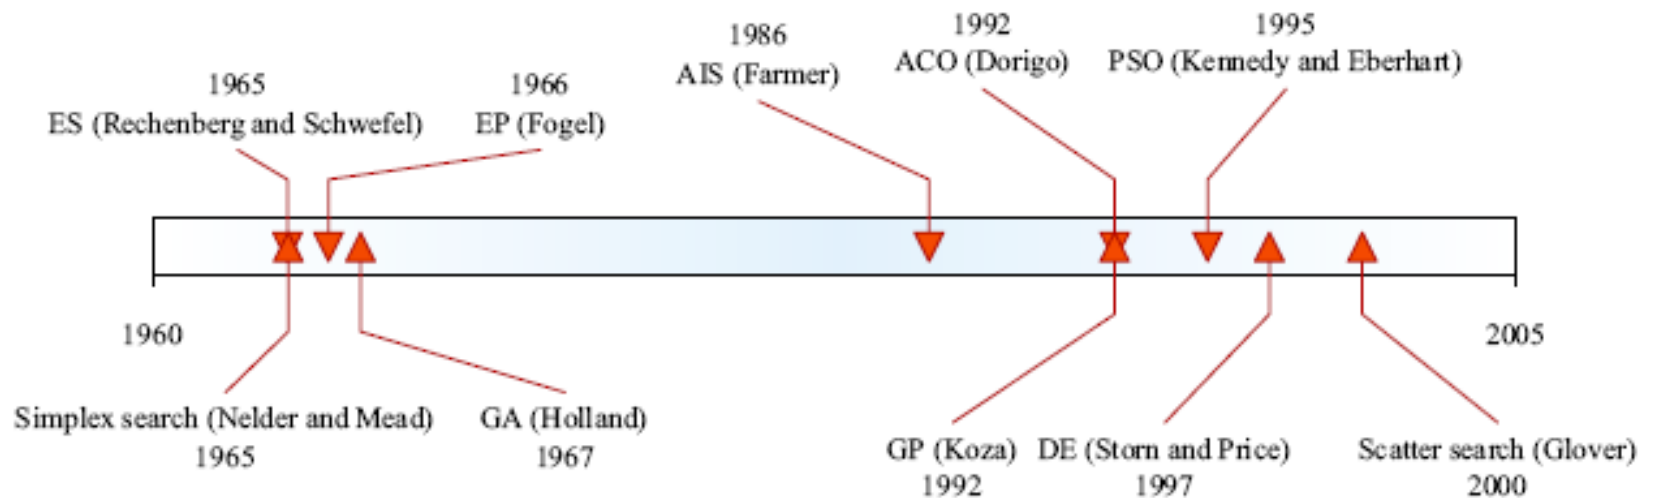 1965
ES (Rechenberg and Schwefel)
1966
EP (Fogel)
1986
AIS (Farmer)
1992
ACO (Dorigo)
1995
PSO (Kennedy and Eberhart)
1960
2005
Simplex search (Nelder and Mead)
1965
GA (Holland)
1967
GP (Koza)
1992
DE (Storn and Price)
1997
Scatter search (Glover)
2000